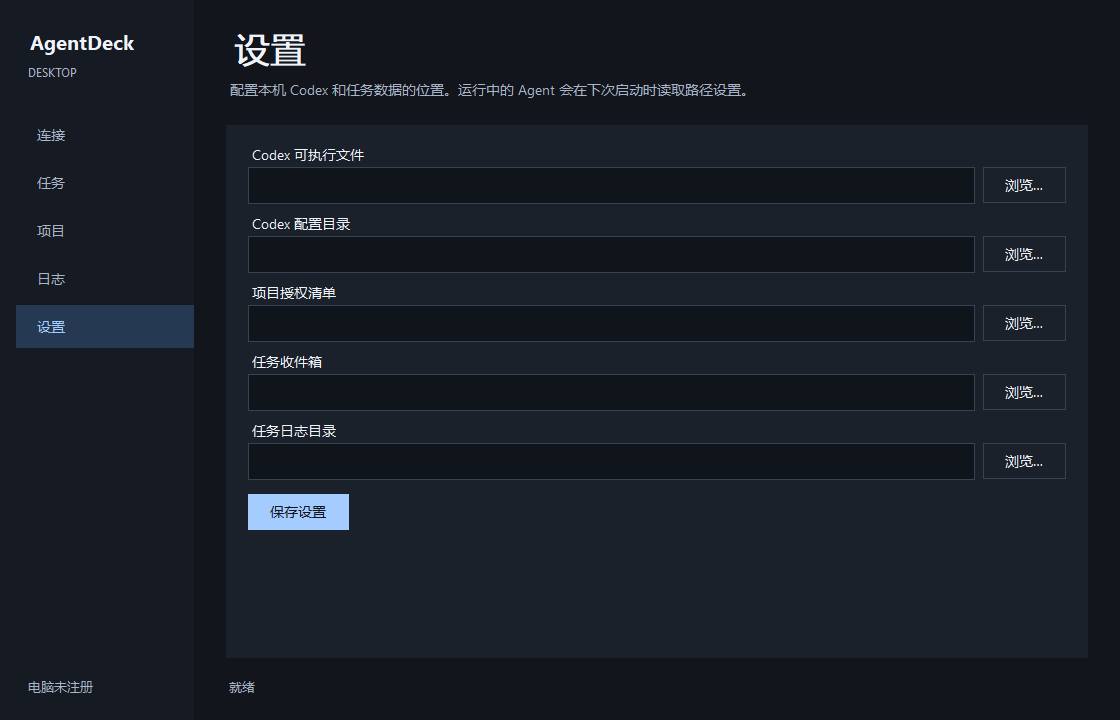 AgentDeck
DESKTOP
连接
任务
项目
日志
设置
电脑未注册
设置
配置本机 Codex 和任务数据的位置。运行中的 Agent 会在下次启动时读取路径设置。
Codex 可执行文件
浏览...
Codex 配置目录
浏览...
项目授权清单
浏览...
任务收件箱
浏览...
任务日志目录
浏览...
保存设置
就绪